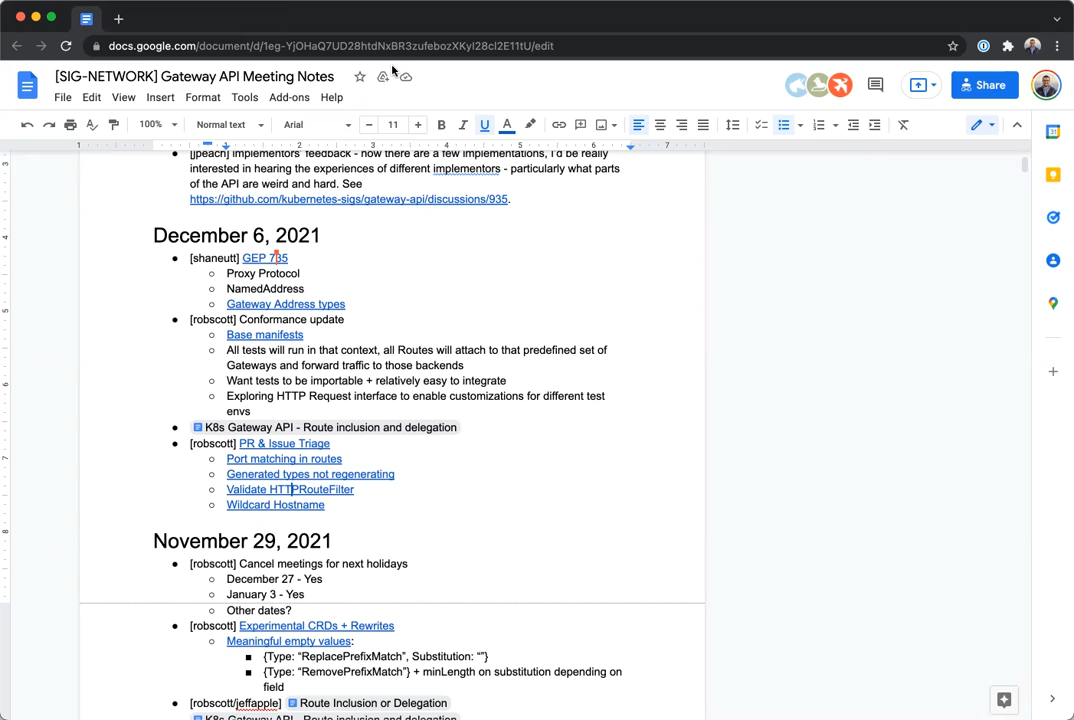 docs.google.com/document/d/1eg-YjOHaQ7UD28htdNxBR3zufebozXKyI28cI2E11tU/edit
[SIG-NETWORK] Gateway API Meeting Notes
File Edit View Insert Format Tools Add-ons Help
Share
100% Normal text Arial 11
1 1 2 3 4 5 6 7
[jpeach] implementors' feedback - now there are a few implementations, I'd be really
interested in hearing the experiences of different implementors - particularly what parts
of the API are weird and hard. See
https://github.com/kubernetes-sigs/gateway-api/discussions/935.
December 6, 2021
[shaneutt] GEP 735
Proxy Protocol
NamedAddress
Gateway Address types
[robscott] Conformance update
Base manifests
All tests will run in that context, all Routes will attach to that predefined set of
Gateways and forward traffic to those backends
Want tests to be importable + relatively easy to integrate
Exploring HTTP Request interface to enable customizations for different test
envs
K8s Gateway API - Route inclusion and delegation
[robscott] PR & Issue Triage
Port matching in routes
Generated types not regenerating
Validate HTTPRouteFilter
Wildcard Hostname
November 29, 2021
[robscott] Cancel meetings for next holidays
December 27 - Yes
January 3 - Yes
Other dates?
[robscott] Experimental CRDs + Rewrites
Meaningful empty values:
{Type: “ReplacePrefixMatch”, Substitution: “”}
{Type: “RemovePrefixMatch”} + minLength on substitution depending on
field
[robscott/jeffapple] Route Inclusion or Delegation
K8s Gateway API - Route inclusion and delegation